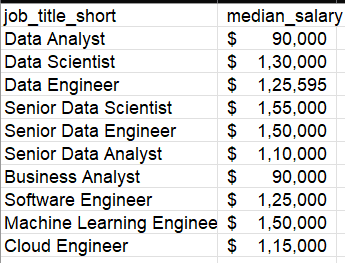 job_title_short median_salary
Data Analyst $ 90,000
Data Scientist $ 1,30,000
Data Engineer $ 1,25,595
Senior Data Scientist $ 1,55,000
Senior Data Engineer $ 1,50,000
Senior Data Analyst $ 1,10,000
Business Analyst $ 90,000
Software Engineer $ 1,25,000
Machine Learning Enginee $ 1,50,000
Cloud Engineer $ 1,15,000